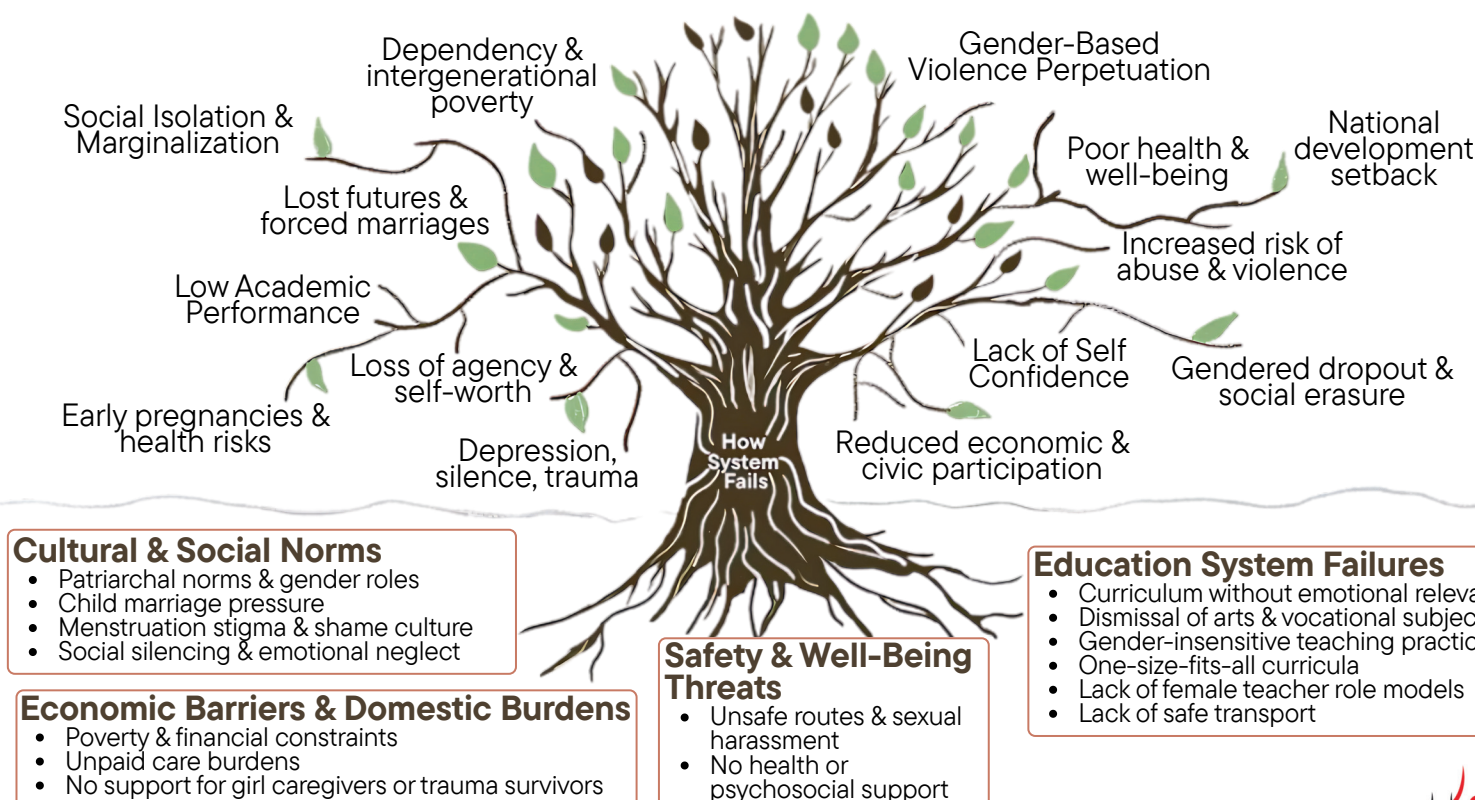 Dependency &
intergenerational
poverty
Gender-Based
Violence Perpetuation
Social Isolation &
Marginalization
National
development
setback
Poor health &
well-being
Lost futures &
forced marriages
Increased risk of
abuse & violence
Low Academic
Performance
Lack of Self
Confidence
Loss of agency &
self-worth
Gendered dropout &
social erasure
Early pregnancies &
health risks
Depression,
silence, trauma
Reduced economic &
civic participation
How
System
Fails
Cultural & Social Norms
• Patriarchal norms & gender roles
• Child marriage pressure
• Menstruation stigma & shame culture
• Social silencing & emotional neglect
Economic Barriers & Domestic Burdens
• Poverty & financial constraints
• Unpaid care burdens
• No support for girl caregivers or trauma survivors
Safety & Well-Being
Threats
• Unsafe routes & sexual
harassment
• No health or
psychosocial support
Education System Failures
• Curriculum without emotional
• Dismissal of arts & vocational
• Gender-insensitive teaching
• One-size-fits-all curricula
• Lack of female teacher role models
• Lack of safe transport